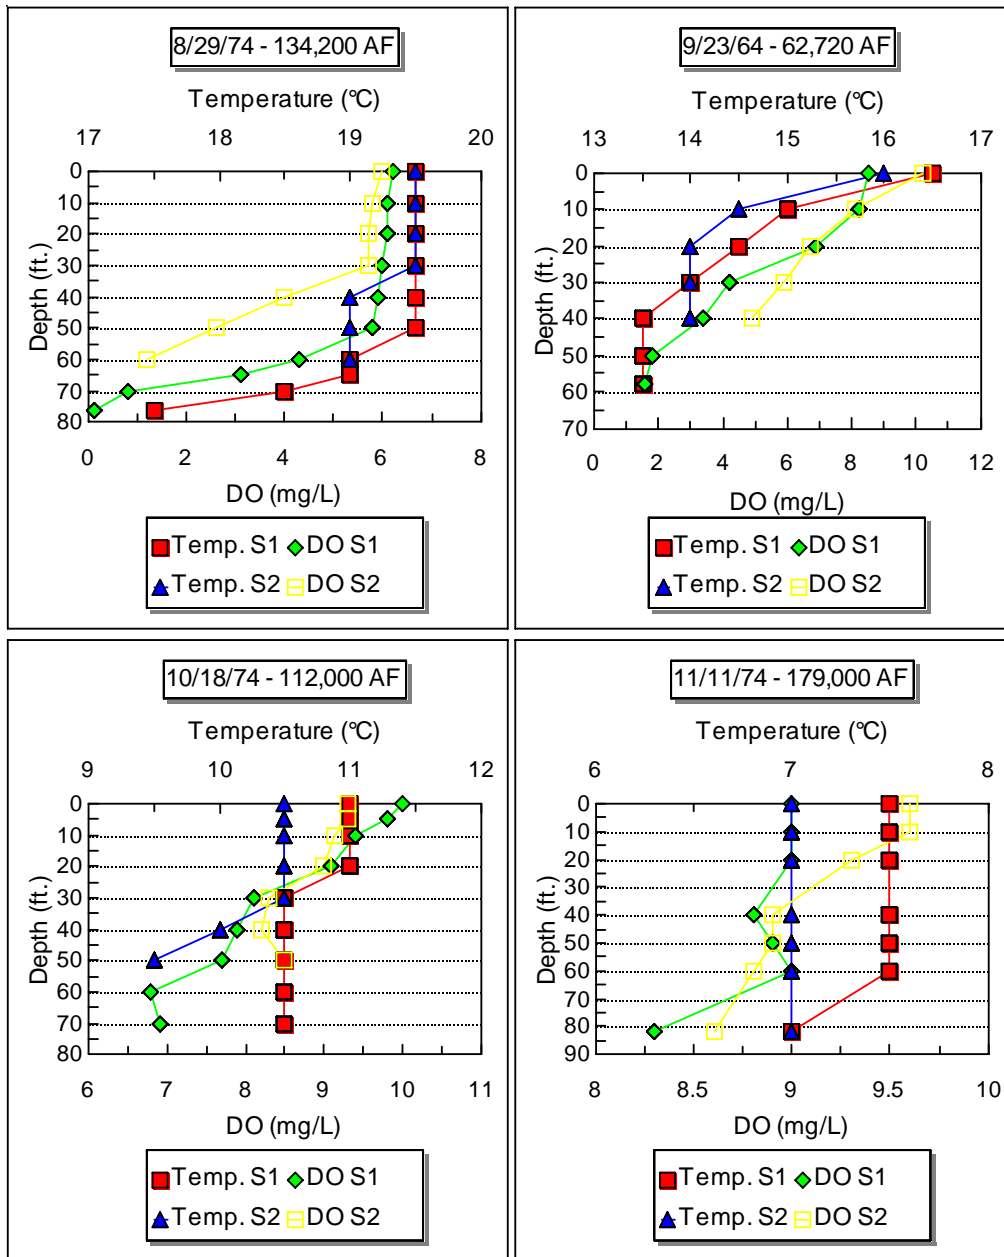 8/29/74 - 134,200 AF
Temperature (°C)
17 18 19 20
0
10
20
30
40
50
60
70
80
Depth (ft.)
0 2 4 6 8
DO (mg/L)
Temp. S1 DO S1
Temp. S2 DO S2
9/23/64 - 62,720 AF
Temperature (°C)
13 14 15 16 17
0
10
20
30
40
50
60
70
Depth (ft.)
0 2 4 6 8 10 12
DO (mg/L)
Temp. S1 DO S1
Temp. S2 DO S2
10/18/74 - 112,000 AF
Temperature (°C)
9 10 11 12
0
10
20
30
40
50
60
70
80
Depth (ft.)
6 7 8 9 10 11
DO (mg/L)
Temp. S1 DO S1
Temp. S2 DO S2
11/11/74 - 179,000 AF
Temperature (°C)
6 7 8
0
10
20
30
40
50
60
70
80
90
Depth (ft.)
8 8.5 9 9.5 10
DO (mg/L)
Temp. S1 DO S1
Temp. S2 DO S2